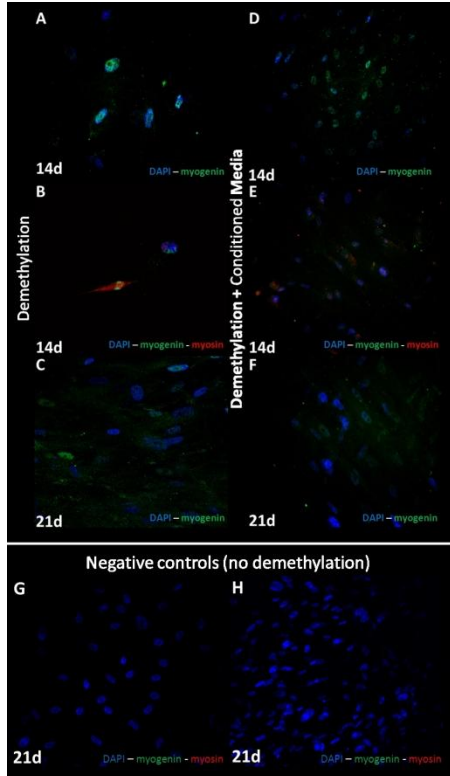 A
14d
DAPI – myogenin
B
14d
DAPI – myogenin - myosin
C
21d
DAPI – myogenin
Demethylation
D
14d
DAPI – myogenin
E
14d
DAPI – myogenin - myosin
F
21d
DAPI – myogenin
Demethylation + Conditioned Media
Negative controls (no demethylation)
G
21d
DAPI – myogenin - myosin
H
21d
DAPI – myogenin - myosin